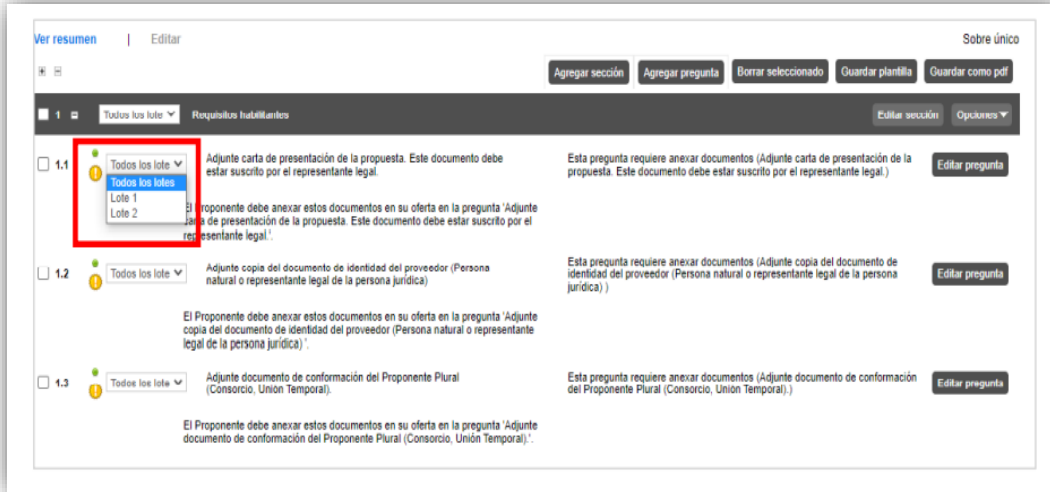 Ver resumen | Editar Sobre único
Agregar sección Agregar pregunta Borrar seleccionado Guardar plantilla Guardar como pdf
1 Todos los lote Requisitos habilitantes Editar sección Opciones
1.1 Todos los lote Adjunte carta de presentación de la propuesta. Este documento debe
estar suscrito por el representante legal.
Esta pregunta requiere anexar documentos (Adjunte carta de presentación de la
propuesta. Este documento debe estar suscrito por el representante legal.)
Editar pregunta
Todos los lotes
Lote 1
Lote 2
El Proponente debe anexar estos documentos en su oferta en la pregunta 'Adjunte
carta de presentación de la propuesta. Este documento debe estar suscrito por el
representante legal.'.
1.2 Todos los lote Adjunte copia del documento de identidad del proveedor (Persona
natural o representante legal de la persona jurídica)
Esta pregunta requiere anexar documentos (Adjunte copia del documento de
identidad del proveedor (Persona natural o representante legal de la persona
jurídica) )
Editar pregunta
El Proponente debe anexar estos documentos en su oferta en la pregunta 'Adjunte
copia del documento de identidad del proveedor (Persona natural o representante
legal de la persona jurídica) '.
1.3 Todos los lote Adjunte documento de conformación del Proponente Plural
(Consorcio, Unión Temporal).
Esta pregunta requiere anexar documentos (Adjunte documento de conformación
del Proponente Plural (Consorcio, Unión Temporal).)
Editar pregunta
El Proponente debe anexar estos documentos en su oferta en la pregunta 'Adjunte
documento de conformación del Proponente Plural (Consorcio, Unión Temporal).'.